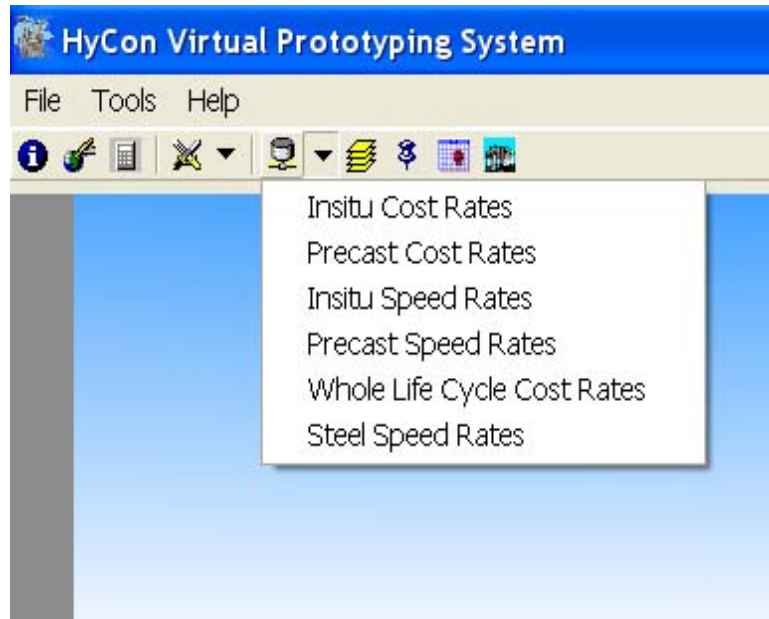 HyCon Virtual Prototyping System
File Tools Help
Insitu Cost Rates
Precast Cost Rates
Insitu Speed Rates
Precast Speed Rates
Whole Life Cycle Cost Rates
Steel Speed Rates